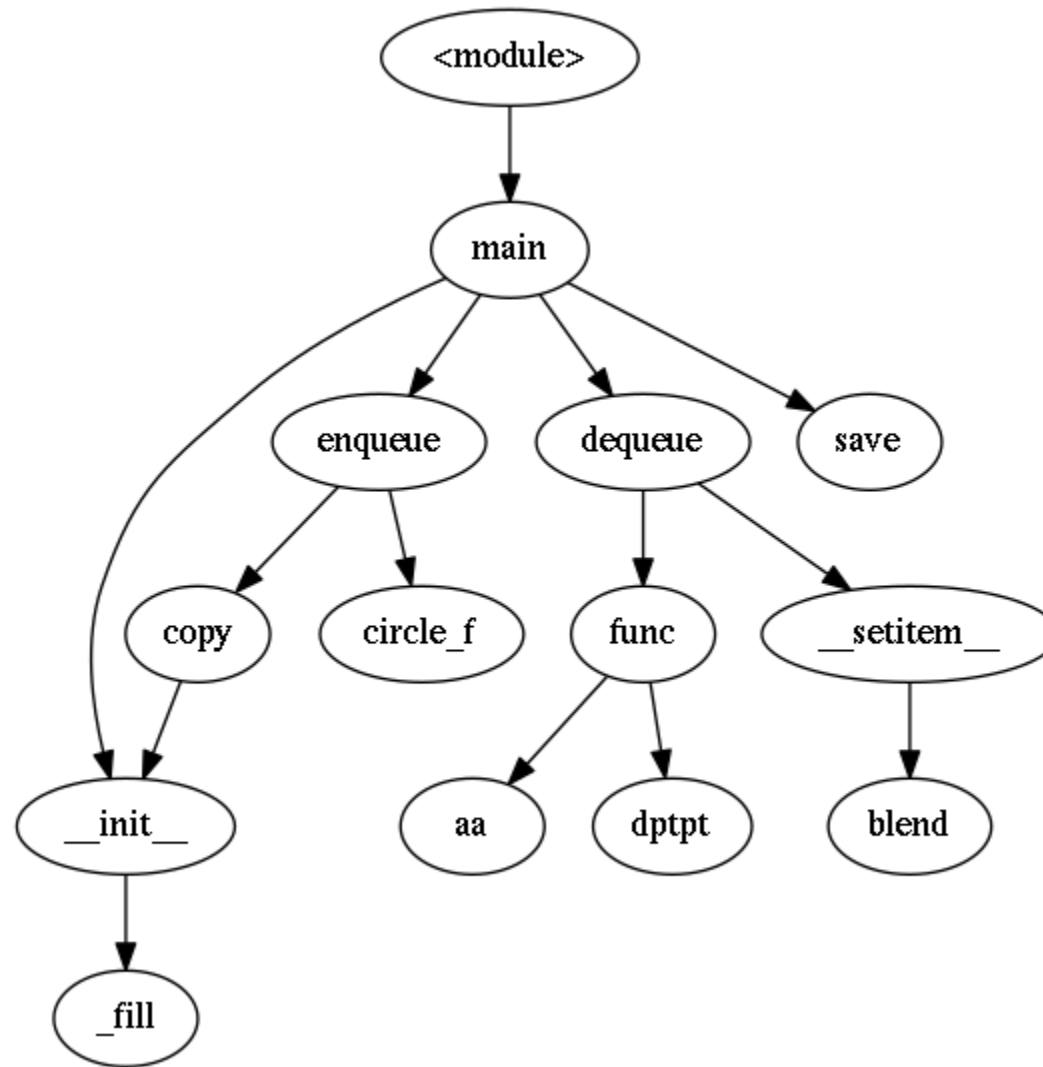 <module>
main
enqueue
dequeue
save
copy
circle_f
func
__setitem__
__init__
aa
dptpt
blend
_fill